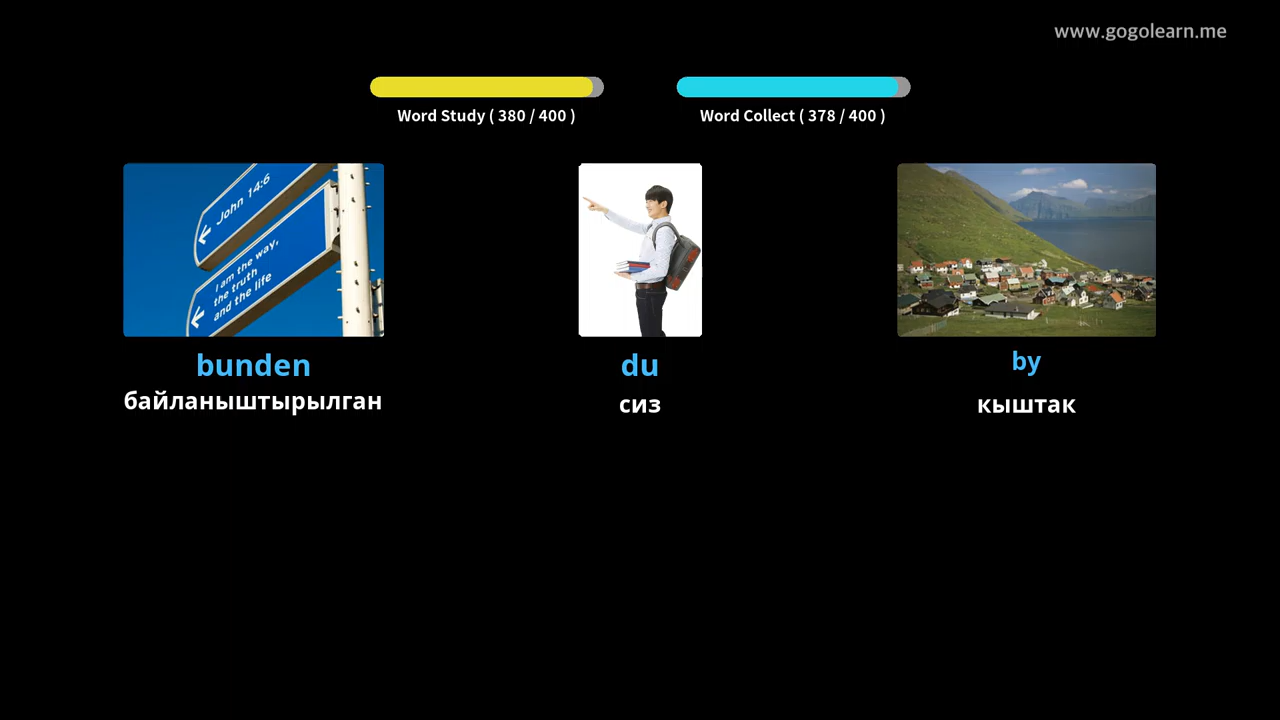 www.gogolearn.me
Word Study ( 380 / 400 )
Word Collect ( 378 / 400 )
John 14:6
I am the way,
the truth
and the life
bunden
du
by
байланыштырылган
сиз
кыштак